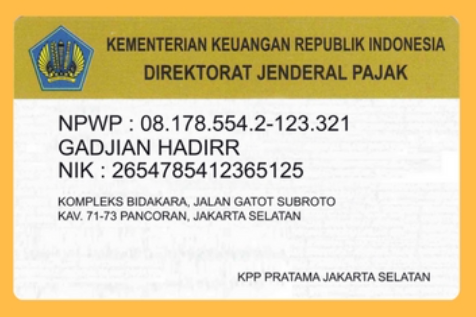 KEMENTERIAN KEUANGAN REPUBLIK INDONESIA
DIREKTORAT JENDERAL PAJAK
NPWP : 08.178.554.2-123.321
GADJIAN HADIRR
NIK : 2654785412365125
KOMPLEKS BIDAKARA, JALAN GATOT SUBROTO
KAV. 71-73 PANCORAN, JAKARTA SELATAN
KPP PRATAMA JAKARTA SELATAN